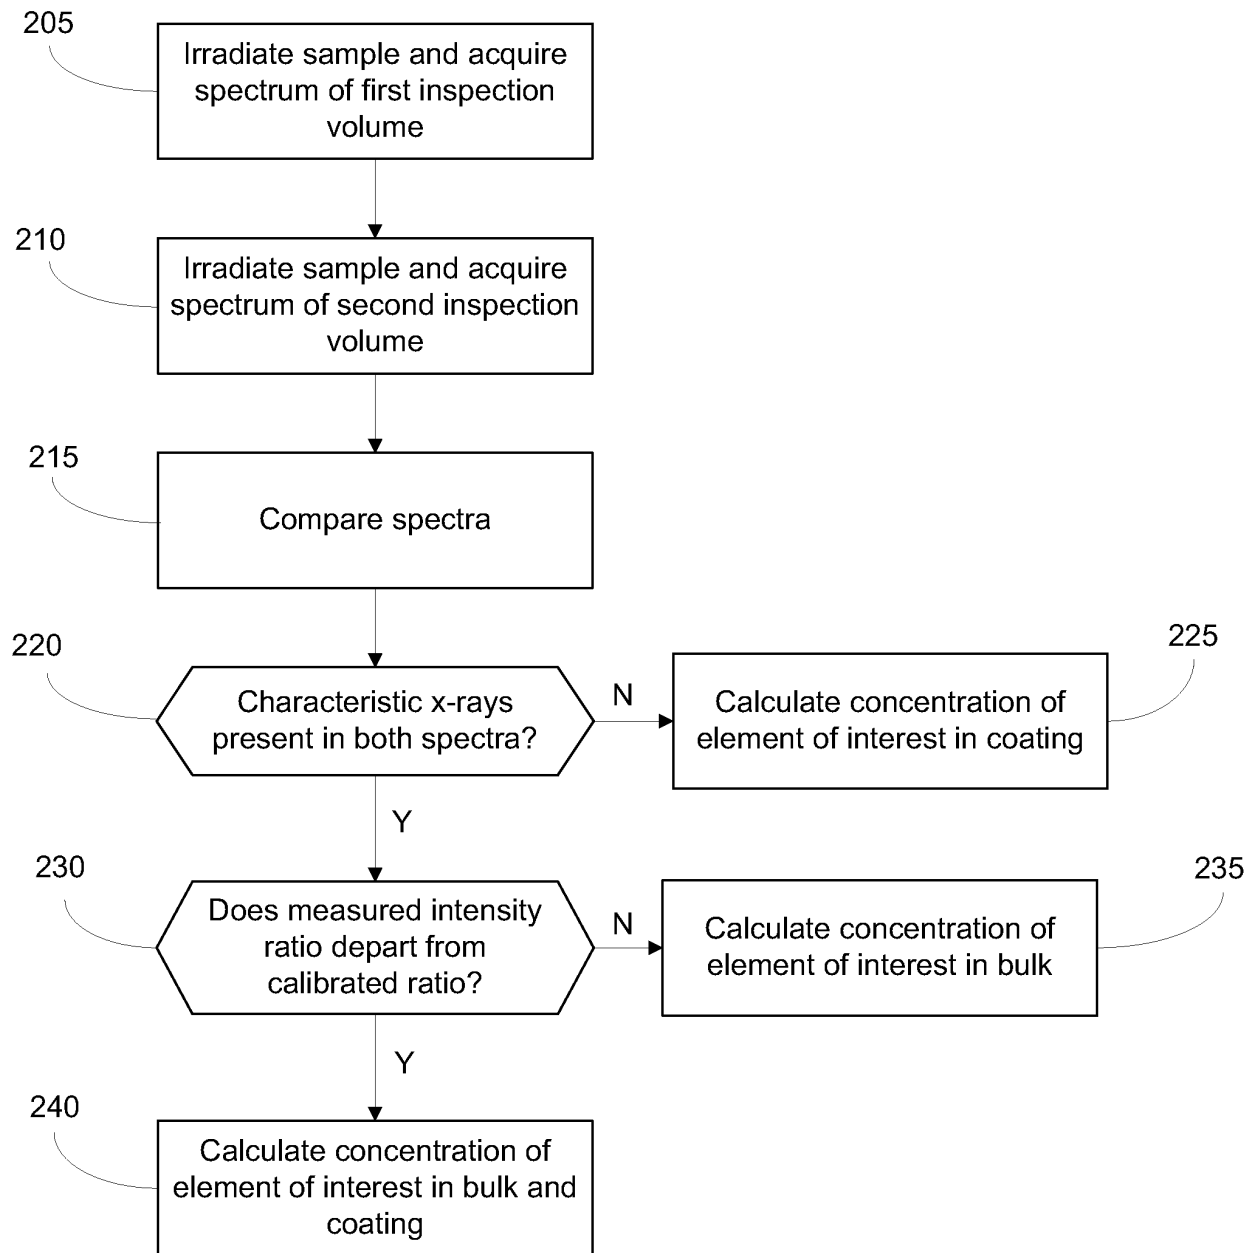 205
Irradiate sample and acquire
spectrum of first inspection
volume
210
Irradiate sample and acquire
spectrum of second inspection
volume
215
Compare spectra
220
Characteristic x-rays
present in both spectra?
N
225
Calculate concentration of
element of interest in coating
Y
230
Does measured intensity
ratio depart from
calibrated ratio?
N
235
Calculate concentration of
element of interest in bulk
Y
240
Calculate concentration of
element of interest in bulk and
coating